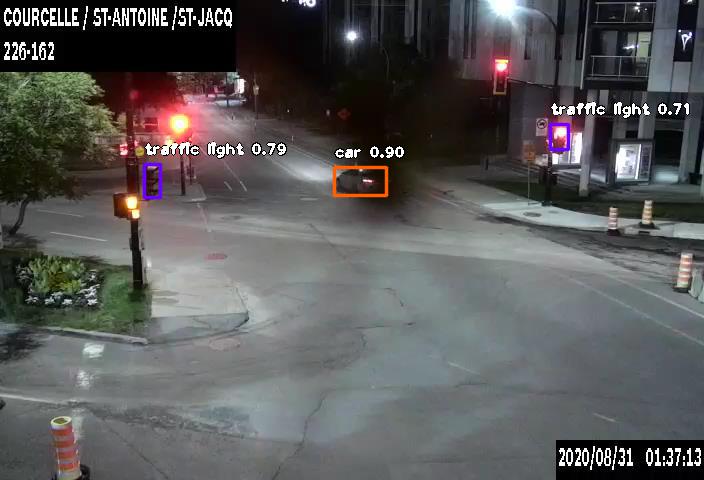 COURCELLE / ST-ANTOINE /ST-JACQ
226-162
traffic light 0.71
traffic light 0.79
car 0.90
2020/08/31 01:37:13